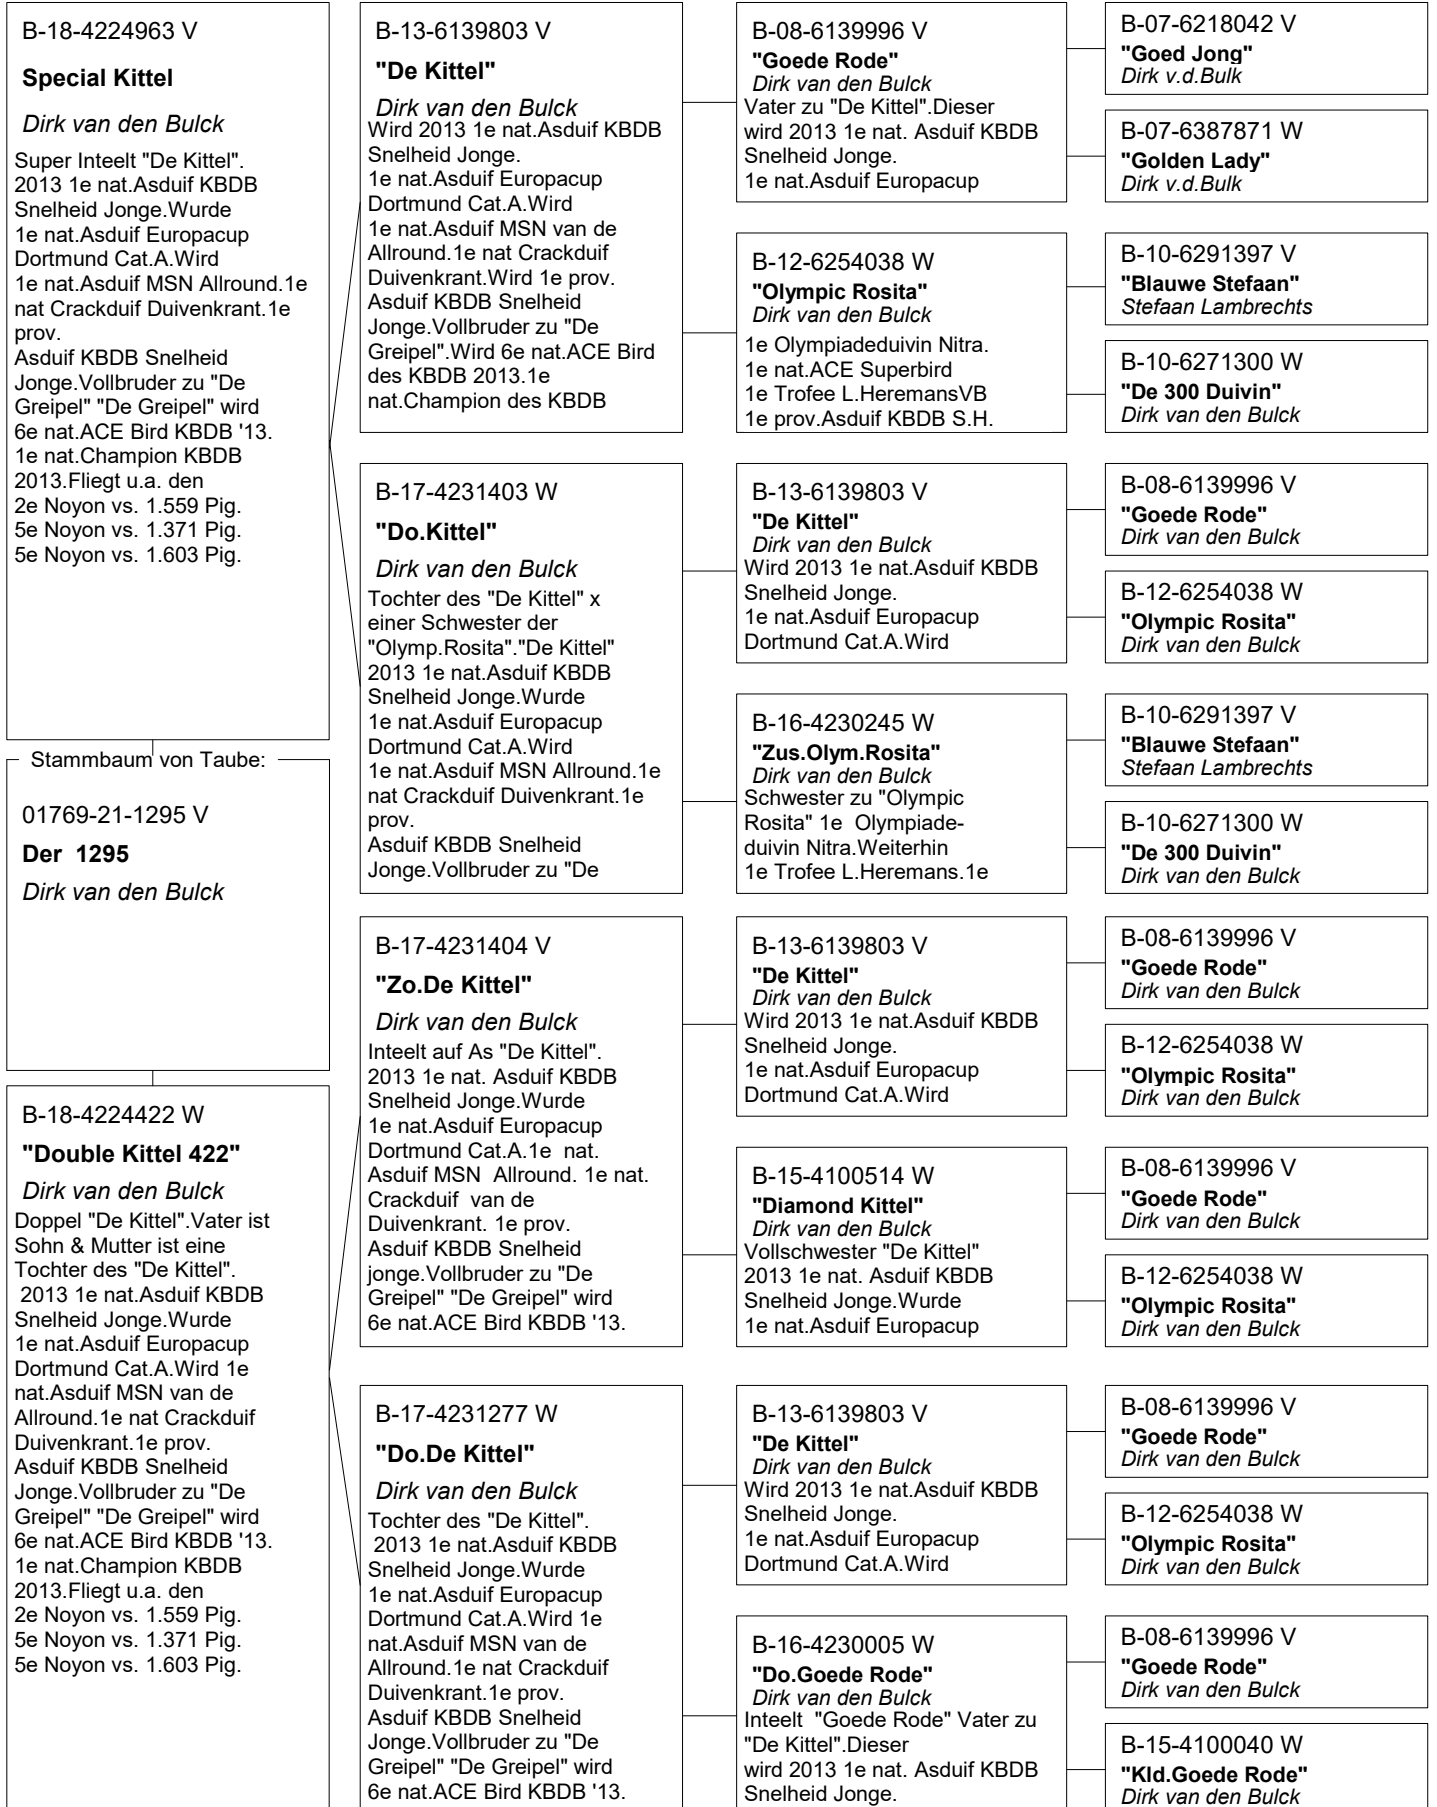 B-18-4224963 V
Special Kittel
Dirk van den Bulck
Super Inteelt "De Kittel".
2013 1e nat.Asduif KBDB
Snelheid Jonge.Wurde
1e nat.Asduif Europacup
Dortmund Cat.A.Wird
1e nat.Asduif MSN Allround.1e
nat Crackduif Duivenkrant.1e
prov.
Asduif KBDB Snelheid
Jonge.Vollbruder zu "De
Greipel" "De Greipel" wird
6e nat.ACE Bird KBDB '13.
1e nat.Champion KBDB
2013.Fliegt u.a. den
2e Noyon vs. 1.559 Pig.
5e Noyon vs. 1.371 Pig.
5e Noyon vs. 1.603 Pig.
Stammbaum von Taube:
01769-21-1295 V
Der 1295
Dirk van den Bulck
B-18-4224422 W
"Double Kittel 422"
Dirk van den Bulck
Doppel "De Kittel".Vater ist
Sohn & Mutter ist eine
Tochter des "De Kittel".
2013 1e nat.Asduif KBDB
Snelheid Jonge.Wurde
1e nat.Asduif Europacup
Dortmund Cat.A.Wird 1e
nat.Asduif MSN van de
Allround.1e nat Crackduif
Duivenkrant.1e prov.
Asduif KBDB Snelheid
Jonge.Vollbruder zu "De
Greipel" "De Greipel" wird
6e nat.ACE Bird KBDB '13.
1e nat.Champion KBDB
2013.Fliegt u.a. den
2e Noyon vs. 1.559 Pig.
5e Noyon vs. 1.371 Pig.
5e Noyon vs. 1.603 Pig.
B-13-6139803 V
"De Kittel"
Dirk van den Bulck
Wird 2013 1e nat.Asduif KBDB
Snelheid Jonge.
1e nat.Asduif Europacup
Dortmund Cat.A.Wird
1e nat.Asduif MSN van de
Allround.1e nat Crackduif
Duivenkrant.Wird 1e prov.
Asduif KBDB Snelheid
Jonge.Vollbruder zu "De
Greipel".Wird 6e nat.ACE Bird
des KBDB 2013.1e
nat.Champion des KBDB
B-17-4231403 W
"Do.Kittel"
Dirk van den Bulck
Tochter des "De Kittel" x
einer Schwester der
"Olymp.Rosita"."De Kittel"
2013 1e nat.Asduif KBDB
Snelheid Jonge.Wurde
1e nat.Asduif Europacup
Dortmund Cat.A.Wird
1e nat.Asduif MSN Allround.1e
nat Crackduif Duivenkrant.1e
prov.
Asduif KBDB Snelheid
Jonge.Vollbruder zu "De
B-17-4231404 V
"Zo.De Kittel"
Dirk van den Bulck
Inteelt auf As "De Kittel".
2013 1e nat. Asduif KBDB
Snelheid Jonge.Wurde
1e nat.Asduif Europacup
Dortmund Cat.A.1e nat.
Asduif MSN Allround. 1e nat.
Crackduif van de
Duivenkrant. 1e prov.
Asduif KBDB Snelheid
jonge.Vollbruder zu "De
Greipel" "De Greipel" wird
6e nat.ACE Bird KBDB '13.
B-17-4231277 W
"Do.De Kittel"
Dirk van den Bulck
Tochter des "De Kittel".
2013 1e nat.Asduif KBDB
Snelheid Jonge.Wurde
1e nat.Asduif Europacup
Dortmund Cat.A.Wird 1e
nat.Asduif MSN van de
Allround.1e nat Crackduif
Duivenkrant.1e prov.
Asduif KBDB Snelheid
Jonge.Vollbruder zu "De
Greipel" "De Greipel" wird
6e nat.ACE Bird KBDB '13.
B-08-6139996 V
"Goede Rode"
Dirk van den Bulck
Vater zu "De Kittel".Dieser
wird 2013 1e nat. Asduif KBDB
Snelheid Jonge.
1e nat.Asduif Europacup
B-12-6254038 W
"Olympic Rosita"
Dirk van den Bulck
1e Olympiadeduivin Nitra.
1e nat.ACE Superbird
1e Trofee L.HeremansVB
1e prov.Asduif KBDB S.H.
B-13-6139803 V
"De Kittel"
Dirk van den Bulck
Wird 2013 1e nat.Asduif KBDB
Snelheid Jonge.
1e nat.Asduif Europacup
Dortmund Cat.A.Wird
B-16-4230245 W
"Zus.Olym.Rosita"
Dirk van den Bulck
Schwester zu "Olympic
Rosita" 1e Olympiade-
duivin Nitra.Weiterhin
1e Trofee L.Heremans.1e
B-13-6139803 V
"De Kittel"
Dirk van den Bulck
Wird 2013 1e nat.Asduif KBDB
Snelheid Jonge.
1e nat.Asduif Europacup
Dortmund Cat.A.Wird
B-15-4100514 W
"Diamond Kittel"
Dirk van den Bulck
Vollschwester "De Kittel"
2013 1e nat. Asduif KBDB
Snelheid Jonge.Wurde
1e nat.Asduif Europacup
B-13-6139803 V
"De Kittel"
Dirk van den Bulck
Wird 2013 1e nat.Asduif KBDB
Snelheid Jonge.
1e nat.Asduif Europacup
Dortmund Cat.A.Wird
B-16-4230005 W
"Do.Goede Rode"
Dirk van den Bulck
Inteelt "Goede Rode" Vater zu
"De Kittel".Dieser
wird 2013 1e nat. Asduif KBDB
Snelheid Jonge.
B-07-6218042 V
"Goed Jong"
Dirk v.d.Bulk
B-07-6387871 W
"Golden Lady"
Dirk v.d.Bulk
B-10-6291397 V
"Blauwe Stefaan"
Stefaan Lambrechts
B-10-6271300 W
"De 300 Duivin"
Dirk van den Bulck
B-08-6139996 V
"Goede Rode"
Dirk van den Bulck
B-12-6254038 W
"Olympic Rosita"
Dirk van den Bulck
B-10-6291397 V
"Blauwe Stefaan"
Stefaan Lambrechts
B-10-6271300 W
"De 300 Duivin"
Dirk van den Bulck
B-08-6139996 V
"Goede Rode"
Dirk van den Bulck
B-12-6254038 W
"Olympic Rosita"
Dirk van den Bulck
B-08-6139996 V
"Goede Rode"
Dirk van den Bulck
B-12-6254038 W
"Olympic Rosita"
Dirk van den Bulck
B-08-6139996 V
"Goede Rode"
Dirk van den Bulck
B-12-6254038 W
"Olympic Rosita"
Dirk van den Bulck
B-08-6139996 V
"Goede Rode"
Dirk van den Bulck
B-15-4100040 W
"Kld.Goede Rode"
Dirk van den Bulck